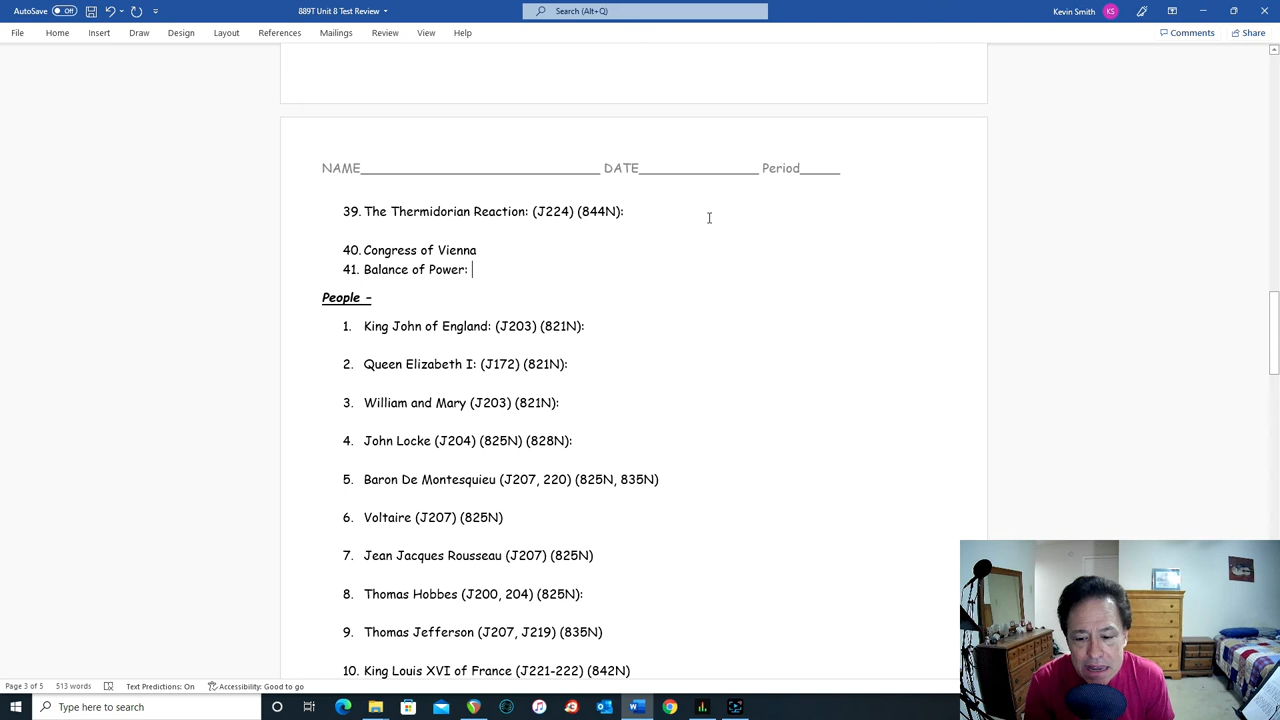 AutoSave Off 889T Unit 8 Test Review Search (Alt+Q) Kevin Smith KS
File Home Insert Draw Design Layout References Mailings Review View Help Comments Share
NAME______________________________ DATE_______________ Period_____
39. The Thermidorian Reaction: (J224) (844N):
40. Congress of Vienna
41. Balance of Power:
People -
1. King John of England: (J203) (821N):
2. Queen Elizabeth I: (J172) (821N):
3. William and Mary (J203) (821N):
4. John Locke (J204) (825N) (828N):
5. Baron De Montesquieu (J207, 220) (825N, 835N)
6. Voltaire (J207) (825N)
7. Jean Jacques Rousseau (J207) (825N)
8. Thomas Hobbes (J200, 204) (825N):
9. Thomas Jefferson (J207, J219) (835N)
10. King Louis XVI of France (J221-222) (842N)
Page 3 of 5 513 words Text Predictions: On Accessibility: Good to go
Type here to search